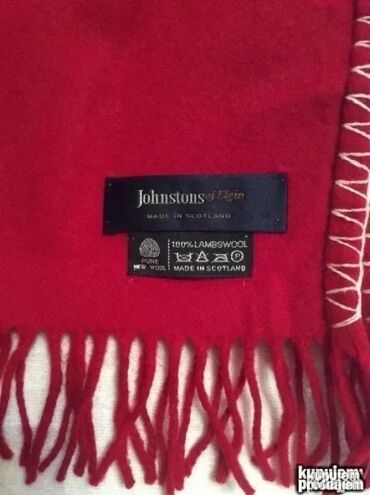 Johnstons of Elgin
MADE IN SCOTLAND
100% LAMBSWOOL
PURE
NEW WOOL
MADE IN SCOTLAND
P
kupujem
prodajem